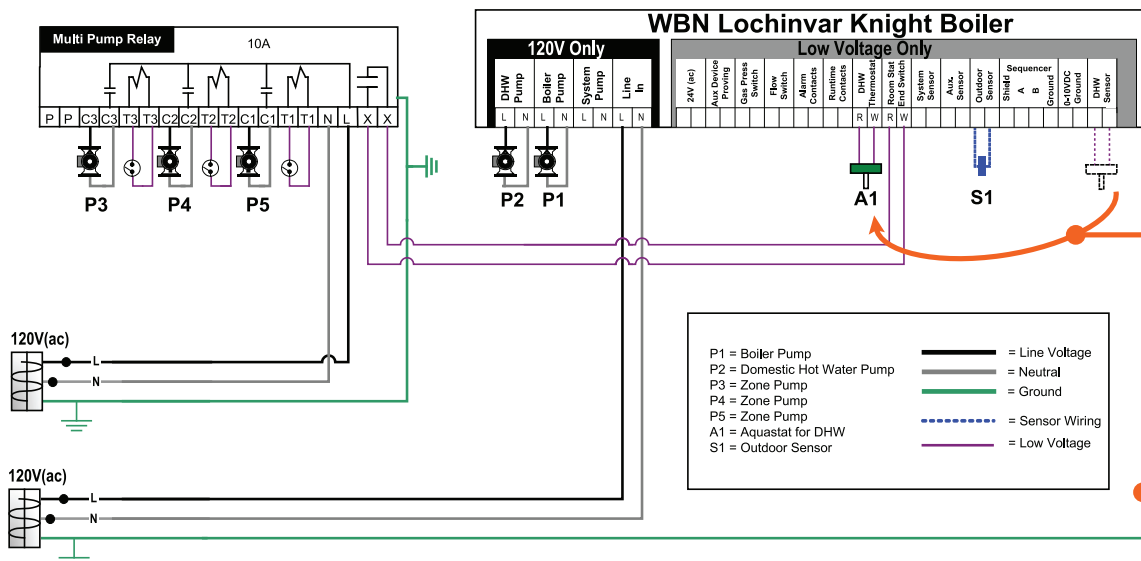 WBN Lochinvar Knight Boiler
Multi Pump Relay
10A
120V Only
Low Voltage Only
DHW Pump
Boiler Pump
System Pump
Line In
24V (ac)
Aux Device Proving
Gas Press Switch
Flow Switch
Alarm Contacts
Runtime Contacts
DHW Thermostat
Room Stat
End Switch
System Sensor
Aux. Sensor
Outdoor Sensor
Sequencer
Shield
A
B
Ground
0-10VDC
Ground
DHW Sensor
P P C3 C3 T3 T3 C2 C2 T2 T2 C1 C1 T1 T1 N L X X
L N L N L N L N
R W R W
P3 P4 P5
P2 P1
A1
S1
120V(ac)
L
N
120V(ac)
L
N
P1 = Boiler Pump
P2 = Domestic Hot Water Pump
P3 = Zone Pump
P4 = Zone Pump
P5 = Zone Pump
A1 = Aquastat for DHW
S1 = Outdoor Sensor
= Line Voltage
= Neutral
= Ground
= Sensor Wiring
= Low Voltage